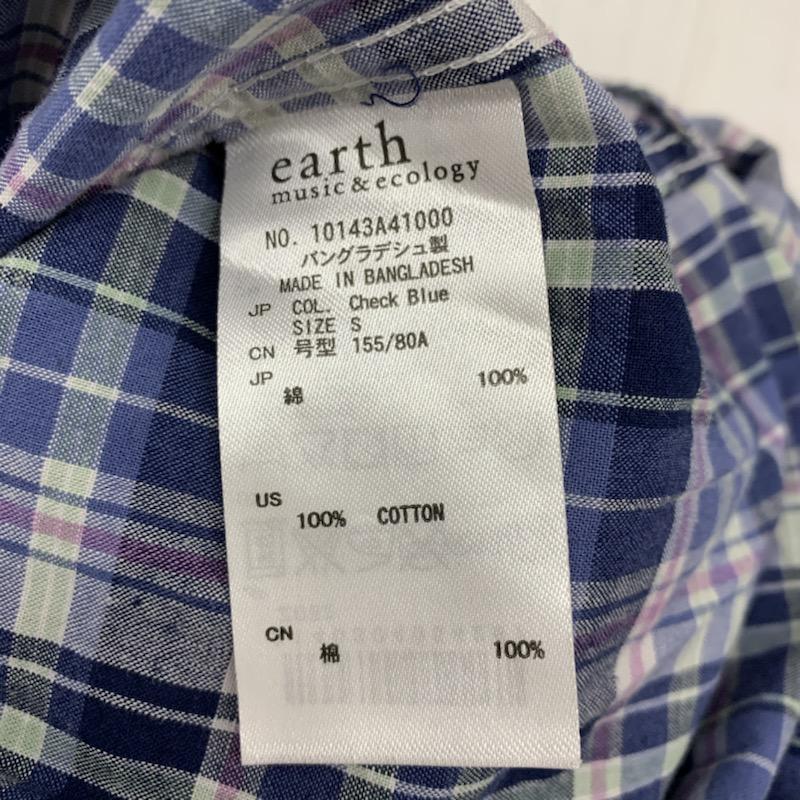 earth
music & ecology
NO. 10143A41000
バングラデシュ製
MADE IN BANGLADESH
JP COL. Check Blue
SIZE S
CN 号型 155/80A
JP
綿 100%
US
100% COTTON
CN
棉 100%